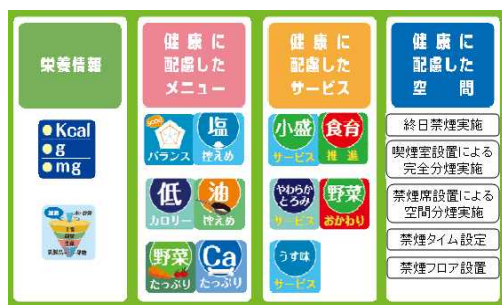 栄養情報
Kcal
g
mg
健康に
配慮した
メニュー
バランス
塩
控えめ
低
カロリー
油
控えめ
野菜
たっぷり
Ca
たっぷり
健康に
配慮した
サービス
小盛
サービス
食育
推進
やわらか
とろみ
サービス
野菜
おかわり
うす味
サービス
健康に
配慮した
空間
終日禁煙実施
喫煙室設置による
完全分煙実施
禁煙席設置による
空間分煙実施
禁煙タイム設定
禁煙フロア設置